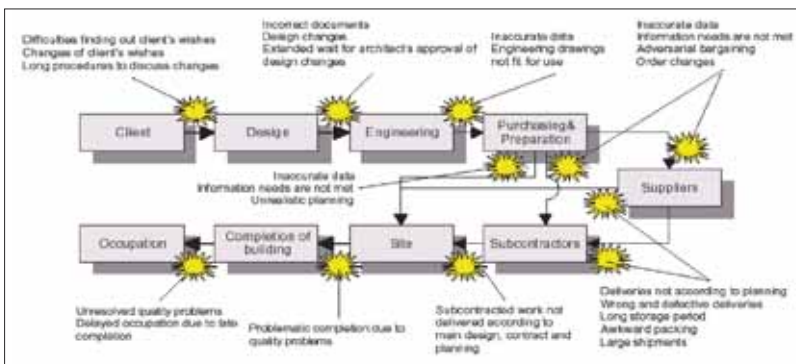 Difficulties finding out client's wishes
Changes of client's wishes
Long procedures to discuss changes
Incorrect documents
Design changes
Extended wait for architect's approval of
design changes
Inaccurate data
Engineering drawings
not fit for use
Inaccurate data
Information needs are not met
Adversarial bargaining
Order changes
Client
Design
Engineering
Purchasing&
Preparation
Suppliers
Inaccurate data
Information needs are not met
Unrealistic planning
Occupation
Completion of
building
Site
Subcontractors
Unresolved quality problems
Delayed occupation due to late
completion
Problematic completion due to
quality problems
Subcontracted work not
delivered according to
main design, contract and
planning
Deliveries not according to planning
Wrong and defective deliveries
Long storage period
Awkward packing
Large shipments